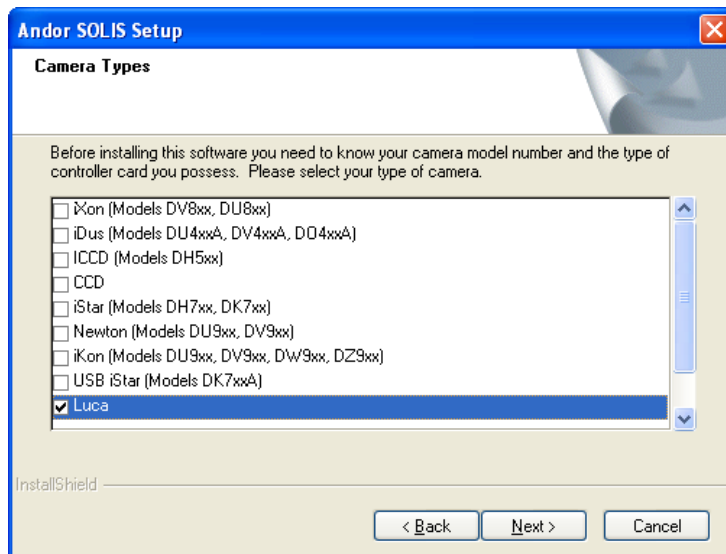 Andor SOLIS Setup
Camera Types
Before installing this software you need to know your camera model number and the type of
controller card you possess.  Please select your type of camera.
iXon (Models DV8xx, DU8xx)
iDus (Models DU4xxA, DV4xxA, DO4xxA)
ICCD (Models DH5xx)
CCD
iStar (Models DH7xx, DK7xx)
Newton (Models DU9xx, DV9xx)
iKon (Models DU9xx, DV9xx, DW9xx, DZ9xx)
USB iStar (Models DK7xxA)
Luca
InstallShield
< Back
Next >
Cancel